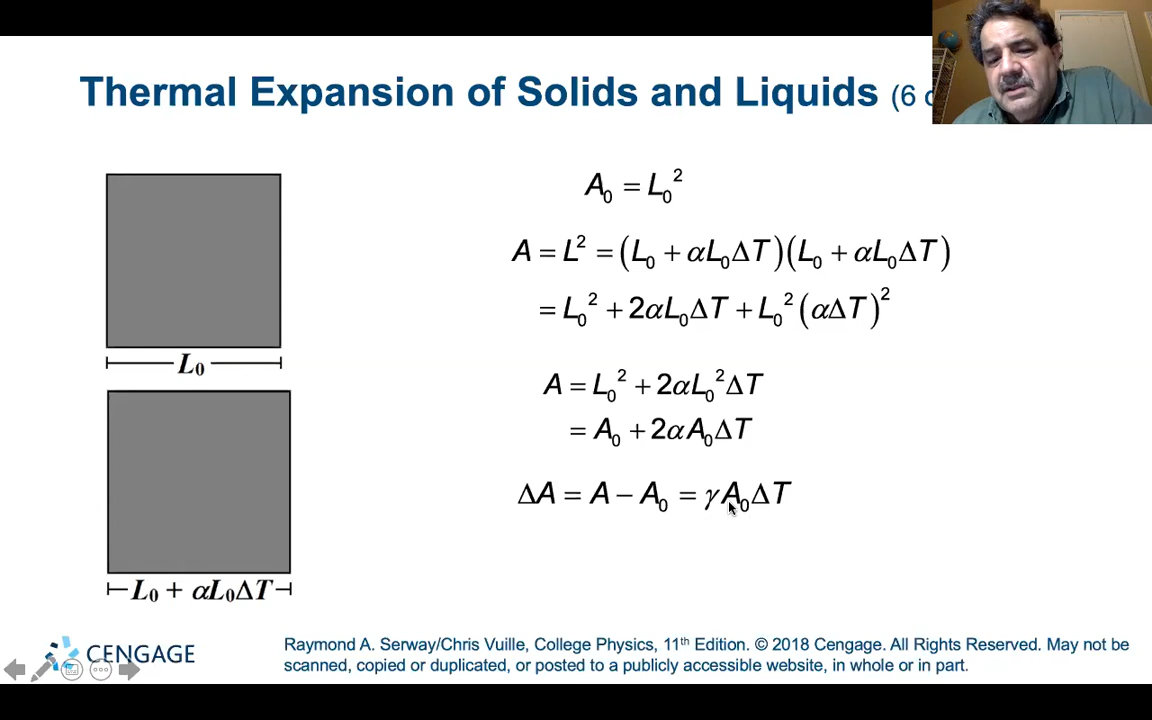 Thermal Expansion of Solids and Liquids (6
A₀ = L₀²
A = L² = (L₀ + αL₀ΔT)(L₀ + αL₀ΔT)
= L₀² + 2αL₀ΔT + L₀²(αΔT)²
A = L₀² + 2αL₀²ΔT
= A₀ + 2αA₀ΔT
ΔA = A − A₀ = γA₀ΔT
L₀
L₀ + αL₀ΔT
CENGAGE
Raymond A. Serway/Chris Vuille, College Physics, 11th Edition. © 2018 Cengage. All Rights Reserved. May not be
scanned, copied or duplicated, or posted to a publicly accessible website, in whole or in part.